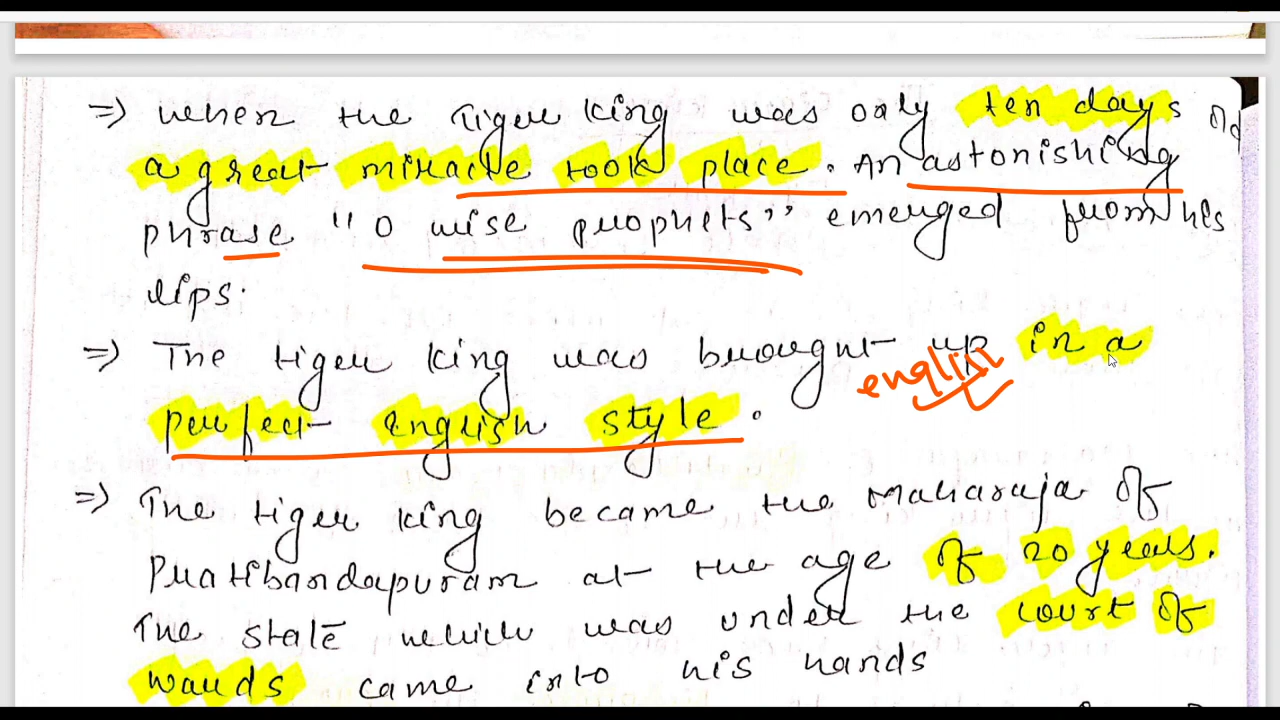 => When the Tiger King was only ten days
a great miracle took place. An astonishing
phrase "O wise prophets" emerged from his
lips.
=> The tiger King was brought up in a
english
perfect english style.
=> The tiger King became the Maharaja of
Pratibandapuram at the age of 20 years.
The state which was under the court of
wards came into his hands